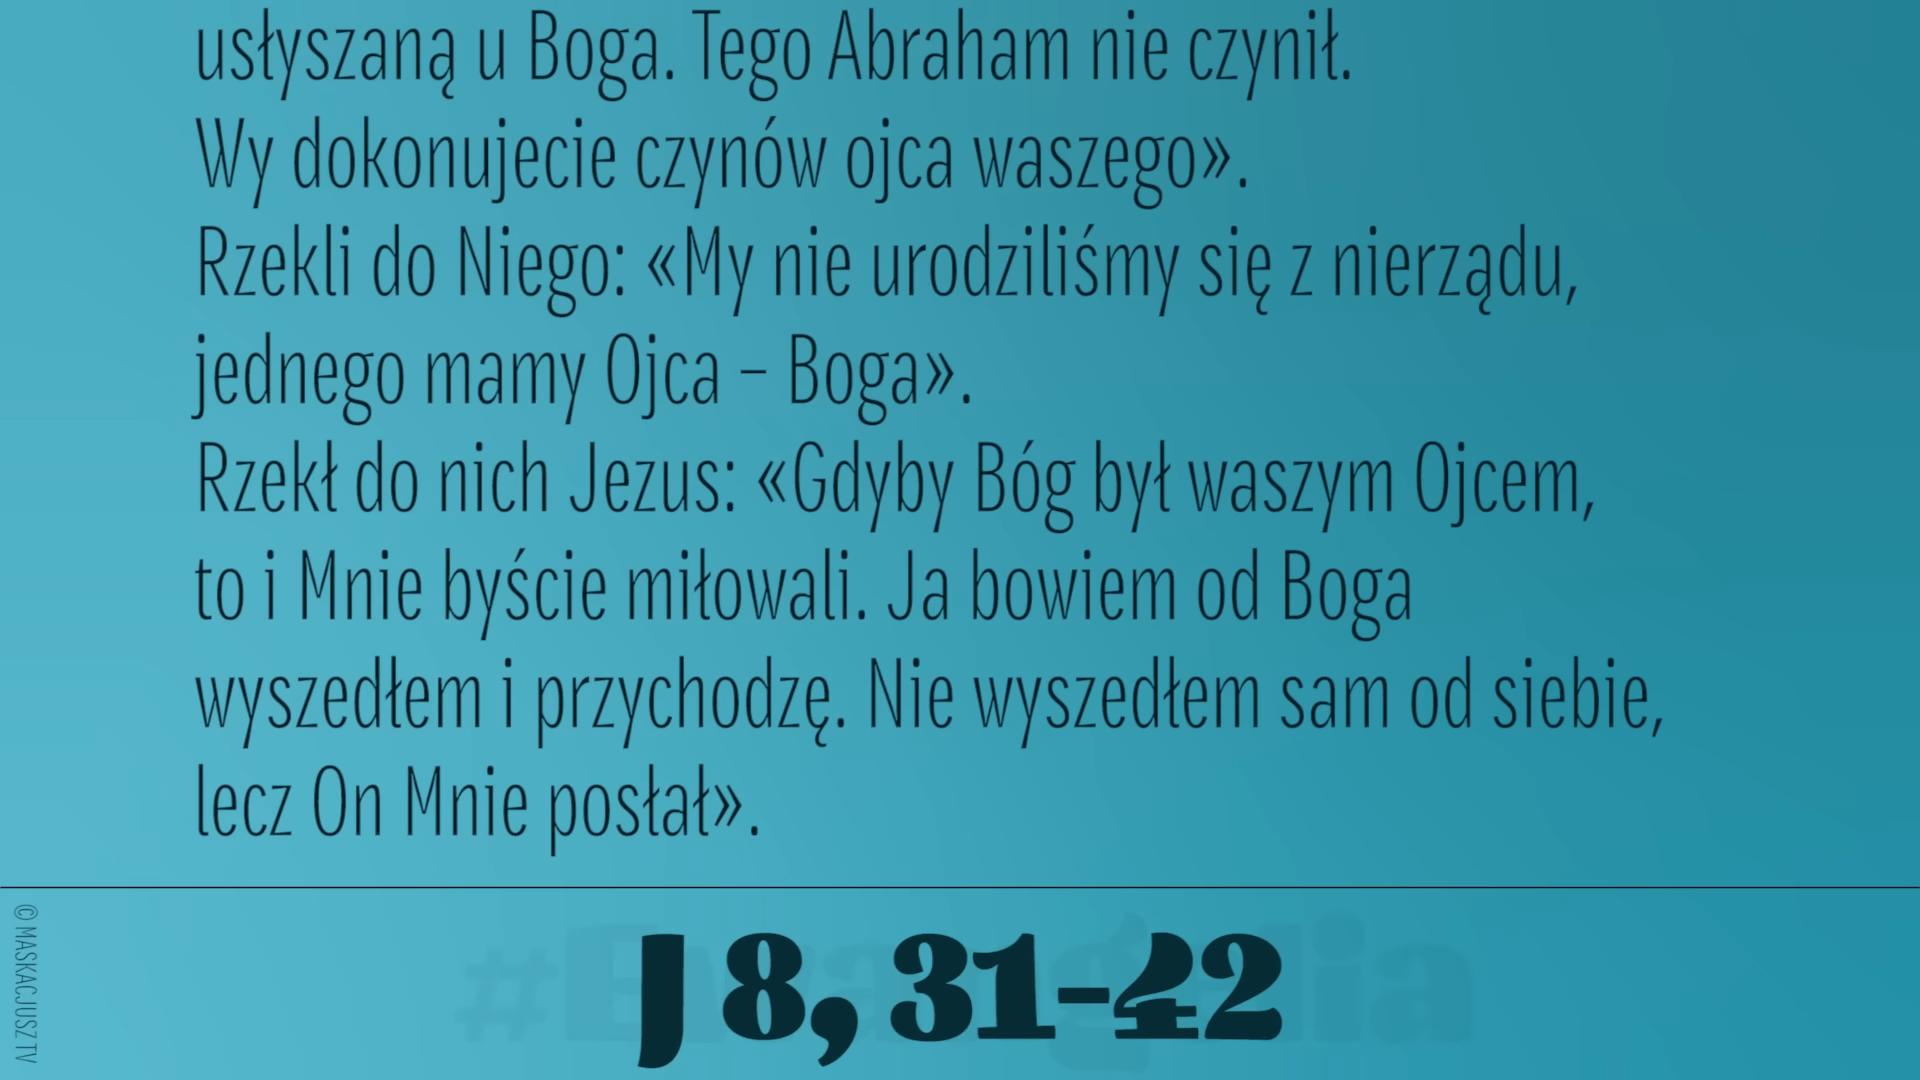 usłyszaną u Boga. Tego Abraham nie czynił.
Wy dokonujecie czynów ojca waszego».
Rzekli do Niego: «My nie urodziliśmy się z nierządu,
jednego mamy Ojca – Boga».
Rzekł do nich Jezus: «Gdyby Bóg był waszym Ojcem,
to i Mnie byście miłowali. Ja bowiem od Boga
wyszedłem i przychodzę. Nie wyszedłem sam od siebie,
lecz On Mnie posłał».
#Ewangelia
J 8, 31-42
© MASKACJUSZ TV